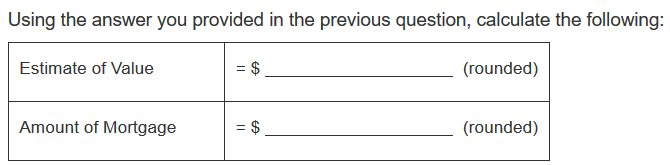 Using the answer you provided in the previous question, calculate the following:
Estimate of Value = $ ____________________ (rounded)
Amount of Mortgage = $ ____________________ (rounded)